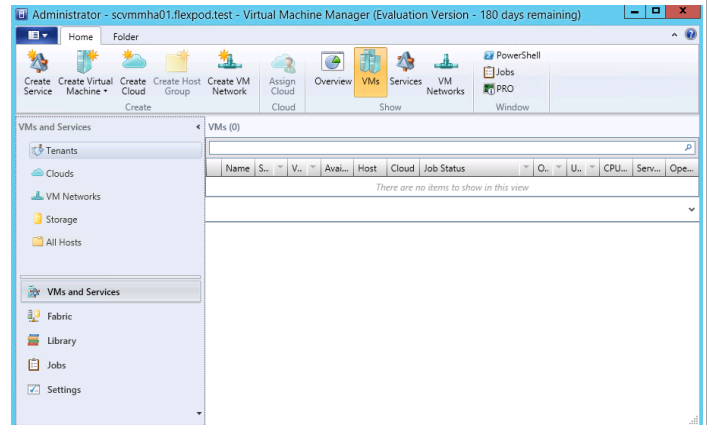 Administrator - scvmmha01.flexpod.test - Virtual Machine Manager (Evaluation Version - 180 days remaining)
Home Folder
Create Service
Create Virtual Machine
Create Cloud
Create Host Group
Create VM Network
Assign Cloud
Overview
VMs
Services
VM Networks
PowerShell
Jobs
PRO
Create Cloud Show Window
VMs and Services
VMs (0)
Tenants
Clouds
VM Networks
Storage
All Hosts
Name S... V... Avai... Host Cloud Job Status O... U... CPU... Serv... Ope...
There are no items to show in this view
VMs and Services
Fabric
Library
Jobs
Settings